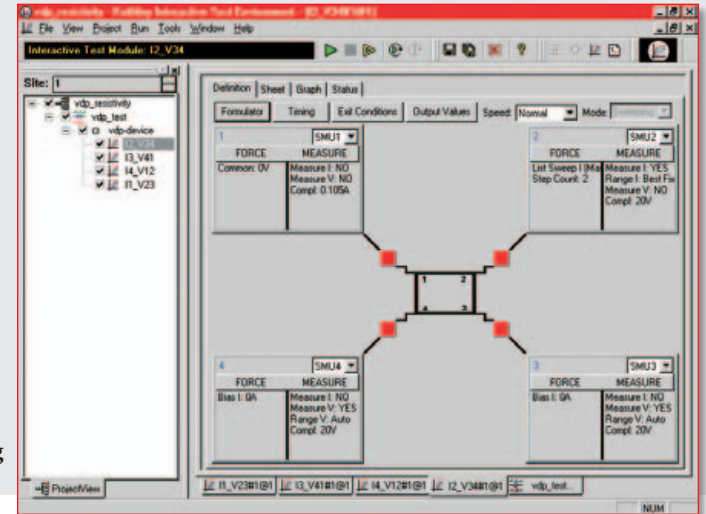 vdp_resistivity - Keithley Interactive Test Environment - [I2_V34#1@1]
File View Project Run Tools Window Help
Interactive Test Module: I2_V34
Site: 1
vdp_resistivity
vdp_test
vdp-device
I2_V34
I3_V41
I4_V12
I1_V23
ProjectView
Definition Sheet Graph Status
Formulator Timing Exit Conditions Output Values Speed: Normal Mode: Sweeping
1 SMU1
FORCE MEASURE
Common: 0V
Measure I: NO
Measure V: NO
Compl: 0.105A
2 SMU2
FORCE MEASURE
List Sweep I (Ma
Step Count: 2
Measure I: YES
Range I: Best Fix
Measure V: NO
Compl: 20V
1 2
4 3
4 SMU4
FORCE MEASURE
Bias I: 0A
Measure I: NO
Measure V: YES
Range V: Auto
Compl: 20V
3 SMU3
FORCE MEASURE
Bias I: 0A
Measure I: NO
Measure V: YES
Range V: Auto
Compl: 20V
I1_V23#1@1 I3_V41#1@1 I4_V12#1@1 I2_V34#1@1 vdp_test...
NUM
g